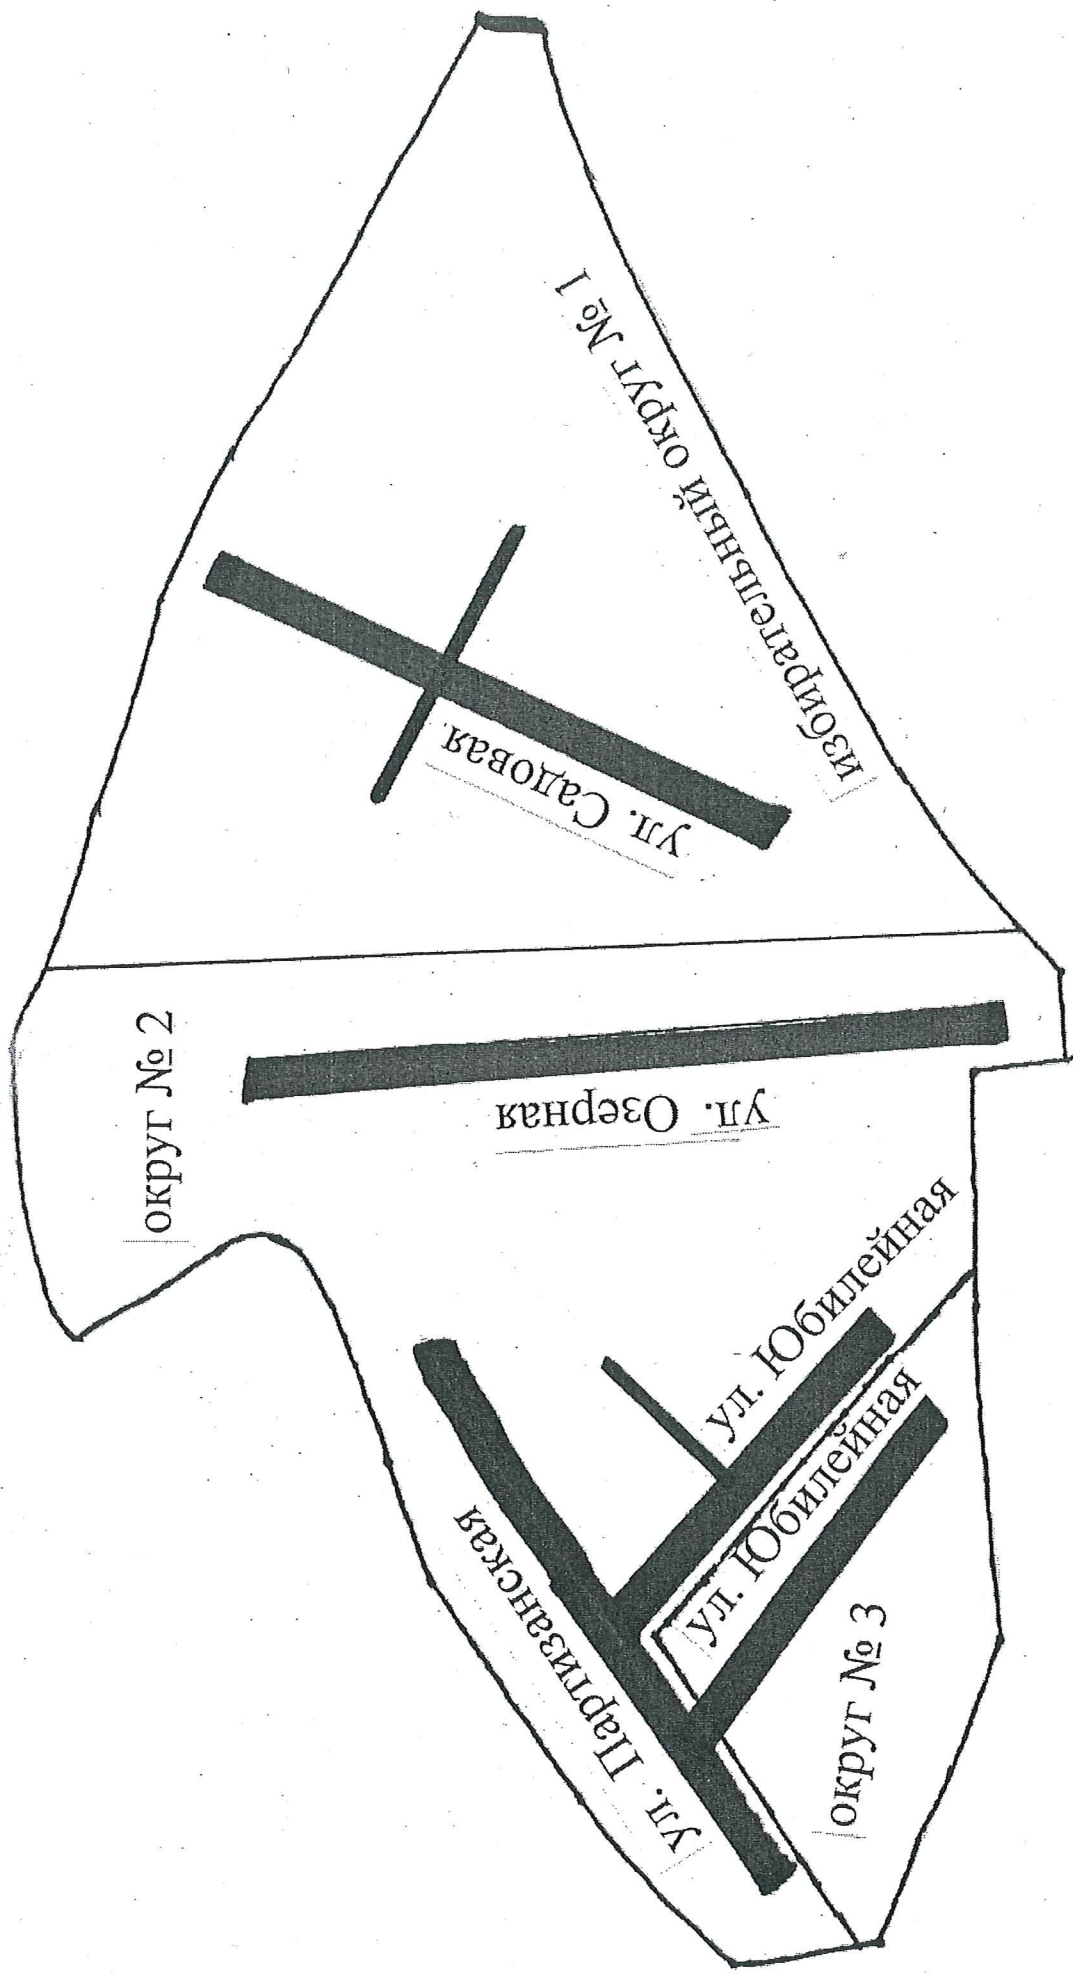 избирательный округ № 1
ул. Садовая
округ № 2
ул. Озерная
ул. Юбилейная
ул. Юбилейная
ул. Партизанская
округ № 3